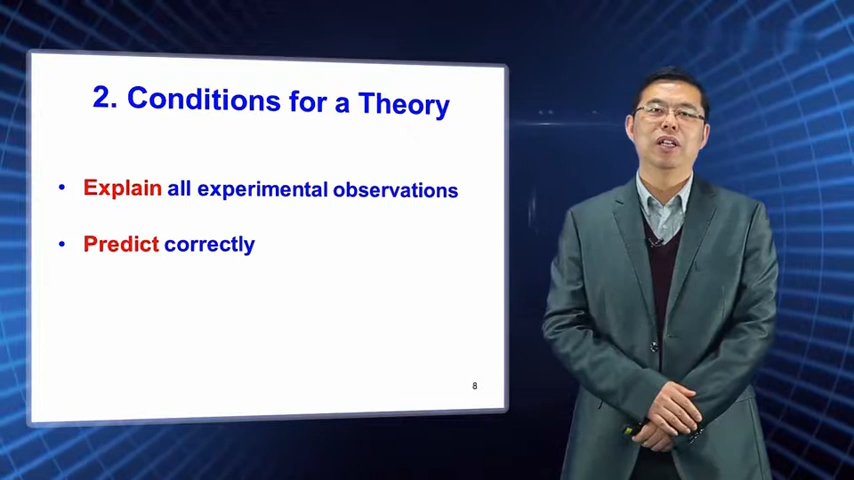 2. Conditions for a Theory
• Explain all experimental observations
• Predict correctly
8